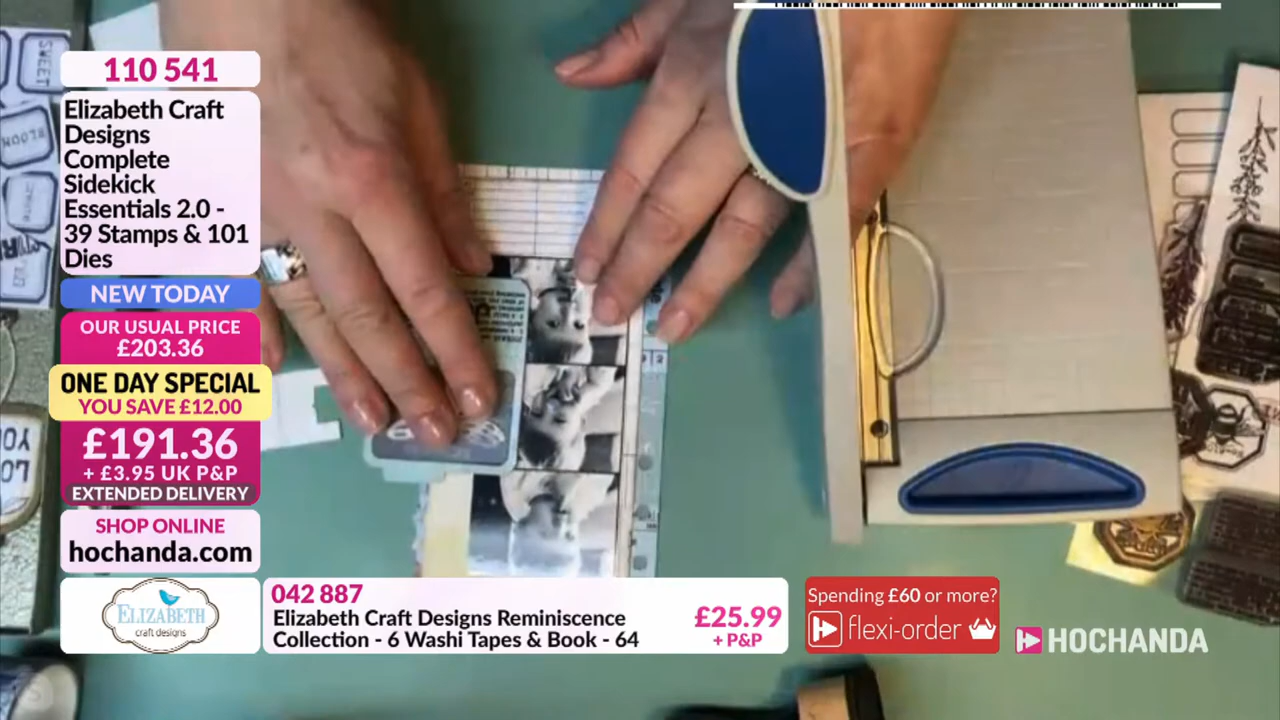 110 541
Elizabeth Craft
Designs
Complete
Sidekick
Essentials 2.0 -
39 Stamps & 101
Dies
NEW TODAY
OUR USUAL PRICE
£203.36
ONE DAY SPECIAL
YOU SAVE £12.00
£191.36
+ £3.95 UK P&P
EXTENDED DELIVERY
SHOP ONLINE
hochanda.com
ELIZABETH
craft designs
042 887
Elizabeth Craft Designs Reminiscence
Collection - 6 Washi Tapes & Book - 64
£25.99
+ P&P
Spending £60 or more?
flexi-order
HOCHANDA
SWEET
BLOOM